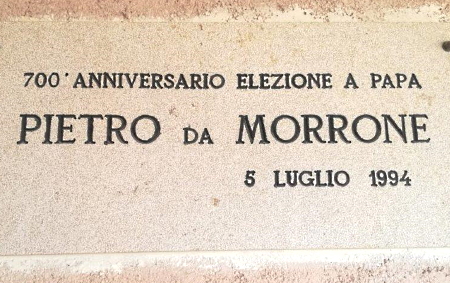 700' ANNIVERSARIO ELEZIONE A PAPA
PIETRO DA MORRONE
5 LUGLIO 1994